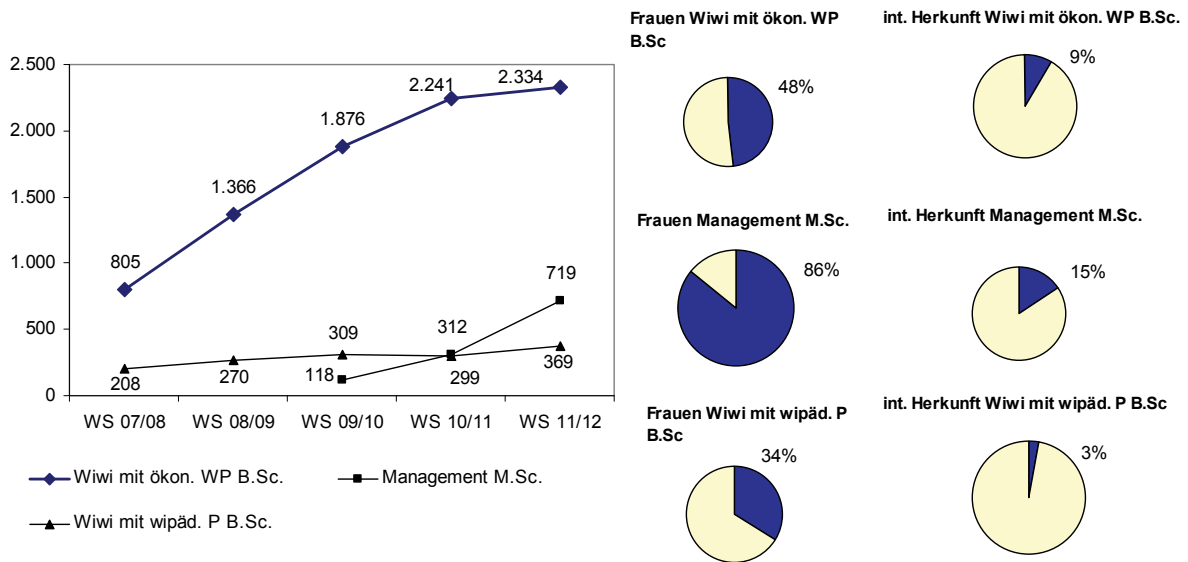 2.500
2.000
1.500
1.000
500
0
805
1.366
1.876
2.241
2.334
208
270
309
118
312
299
719
369
WS 07/08 WS 08/09 WS 09/10 WS 10/11 WS 11/12
Wiwi mit ökon. WP B.Sc.
Management M.Sc.
Wiwi mit wipäd. P B.Sc.
Frauen Wiwi mit ökon. WP
B.Sc
48%
int. Herkunft Wiwi mit ökon. WP B.Sc.
9%
Frauen Management M.Sc.
86%
int. Herkunft Management M.Sc.
15%
Frauen Wiwi mit wipäd. P
B.Sc
34%
int. Herkunft Wiwi mit wipäd. P B.Sc
3%